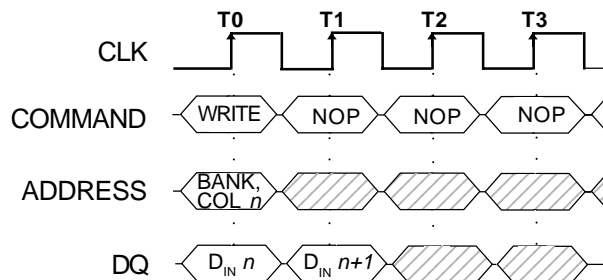 T0 T1 T2 T3
CLK
COMMAND WRITE NOP NOP NOP
ADDRESS BANK,
COL n
DQ DIN n DIN n+1